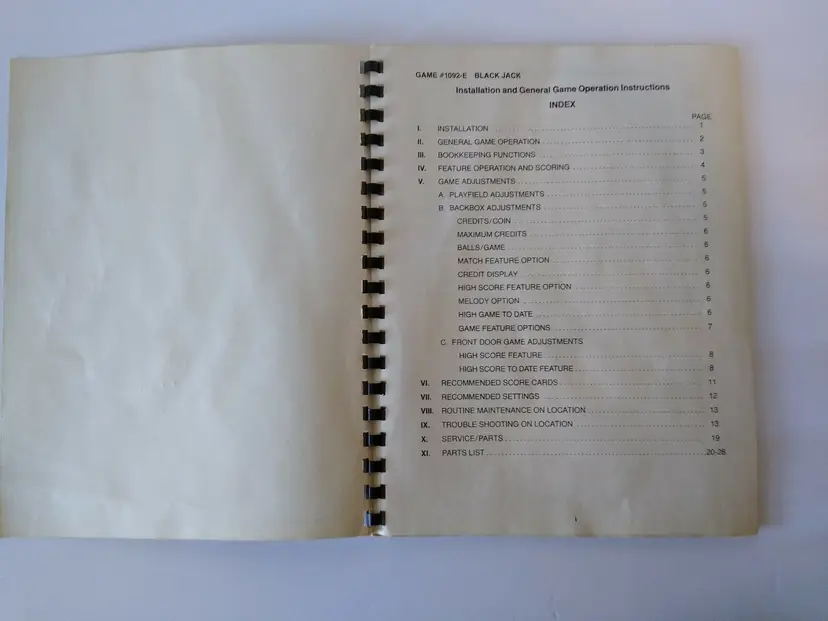 GAME #1092-E BLACK JACK
Installation and General Game Operation Instructions
INDEX
PAGE
I. INSTALLATION 1
II. GENERAL GAME OPERATION 2
III. BOOKKEEPING FUNCTIONS 3
IV. FEATURE OPERATION AND SCORING 4
V. GAME ADJUSTMENTS 5
A. PLAYFIELD ADJUSTMENTS 5
B. BACKBOX ADJUSTMENTS 5
CREDITS/COIN 5
MAXIMUM CREDITS 6
BALLS/GAME 6
MATCH FEATURE OPTION 6
CREDIT DISPLAY 6
HIGH SCORE FEATURE OPTION 6
MELODY OPTION 6
HIGH GAME TO DATE 6
GAME FEATURE OPTIONS 7
C. FRONT DOOR GAME ADJUSTMENTS
HIGH SCORE FEATURE 8
HIGH SCORE TO DATE FEATURE 8
VI. RECOMMENDED SCORE CARDS 11
VII. RECOMMENDED SETTINGS 12
VIII. ROUTINE MAINTENANCE ON LOCATION 13
IX. TROUBLE SHOOTING ON LOCATION 13
X. SERVICE/PARTS 19
XI. PARTS LIST 20-28
i